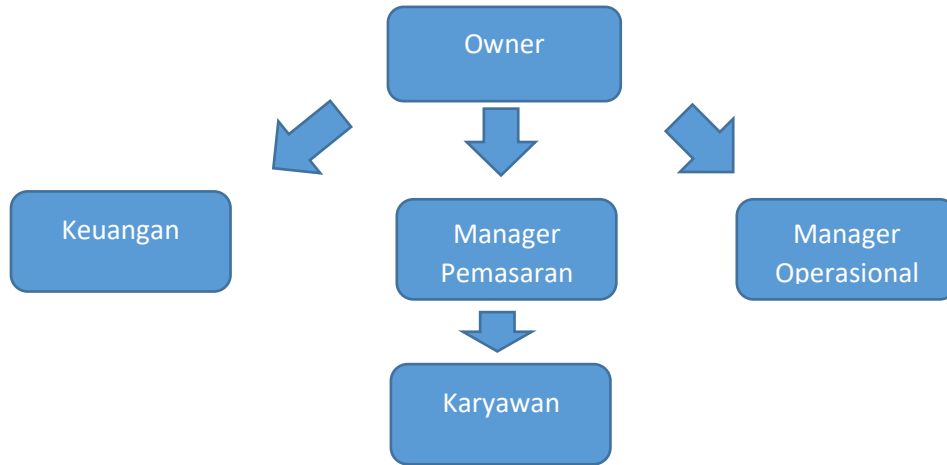 Owner
Keuangan
Manager
Pemasaran
Manager
Operasional
Karyawan